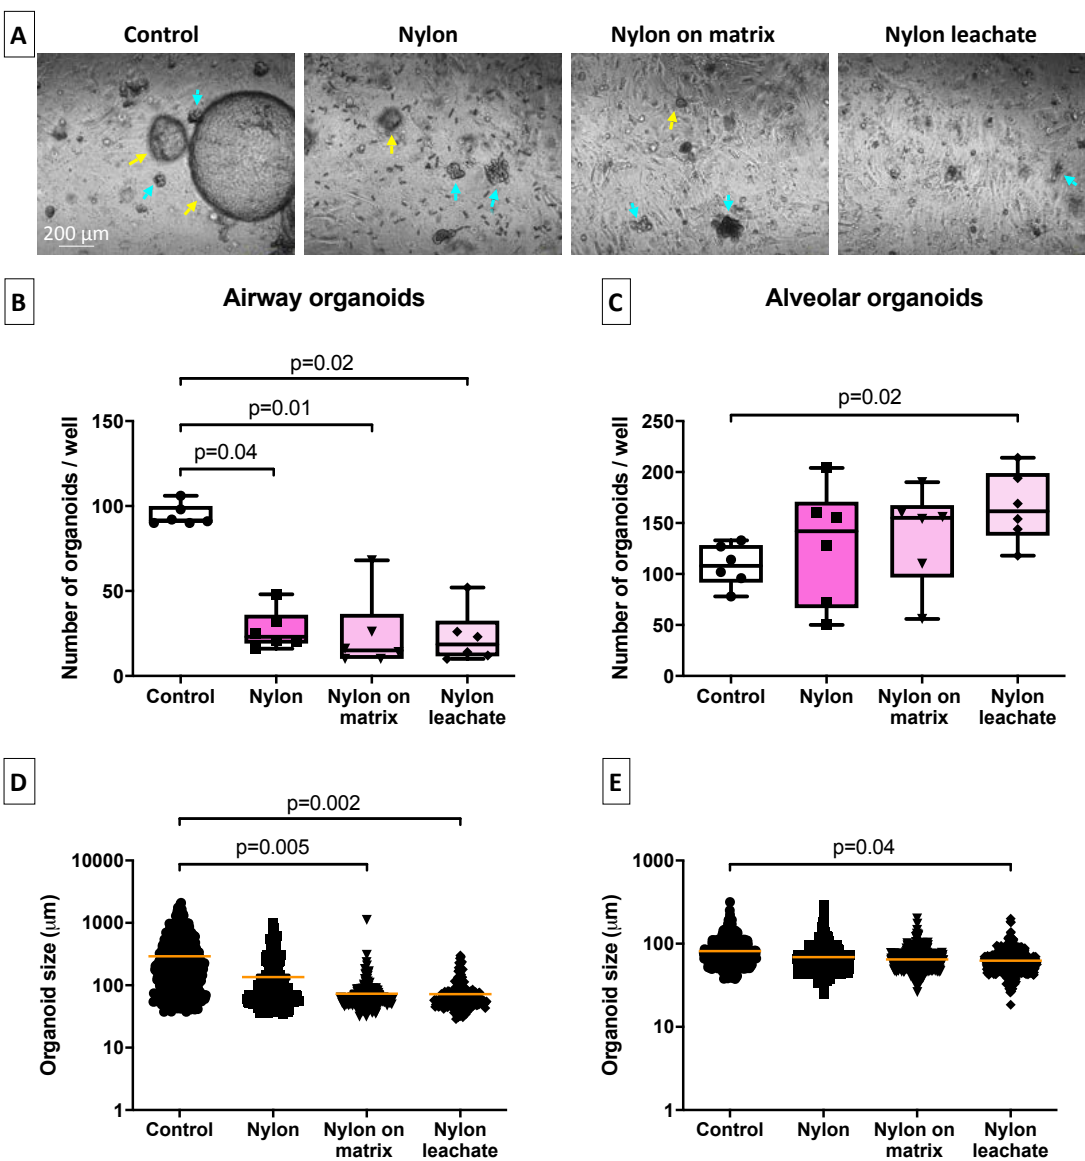 A
Control
Nylon
Nylon on matrix
Nylon leachate
200 µm
B
Airway organoids
p=0.02
p=0.01
p=0.04
Number of organoids / well
150
100
50
0
Control
Nylon
Nylon on
matrix
Nylon
leachate
C
Alveolar organoids
p=0.02
Number of organoids / well
250
200
150
100
50
0
Control
Nylon
Nylon on
matrix
Nylon
leachate
D
p=0.002
p=0.005
Organoid size (µm)
10000
1000
100
10
1
Control
Nylon
Nylon on
matrix
Nylon
leachate
E
p=0.04
Organoid size (µm)
1000
100
10
1
Control
Nylon
Nylon on
matrix
Nylon
leachate